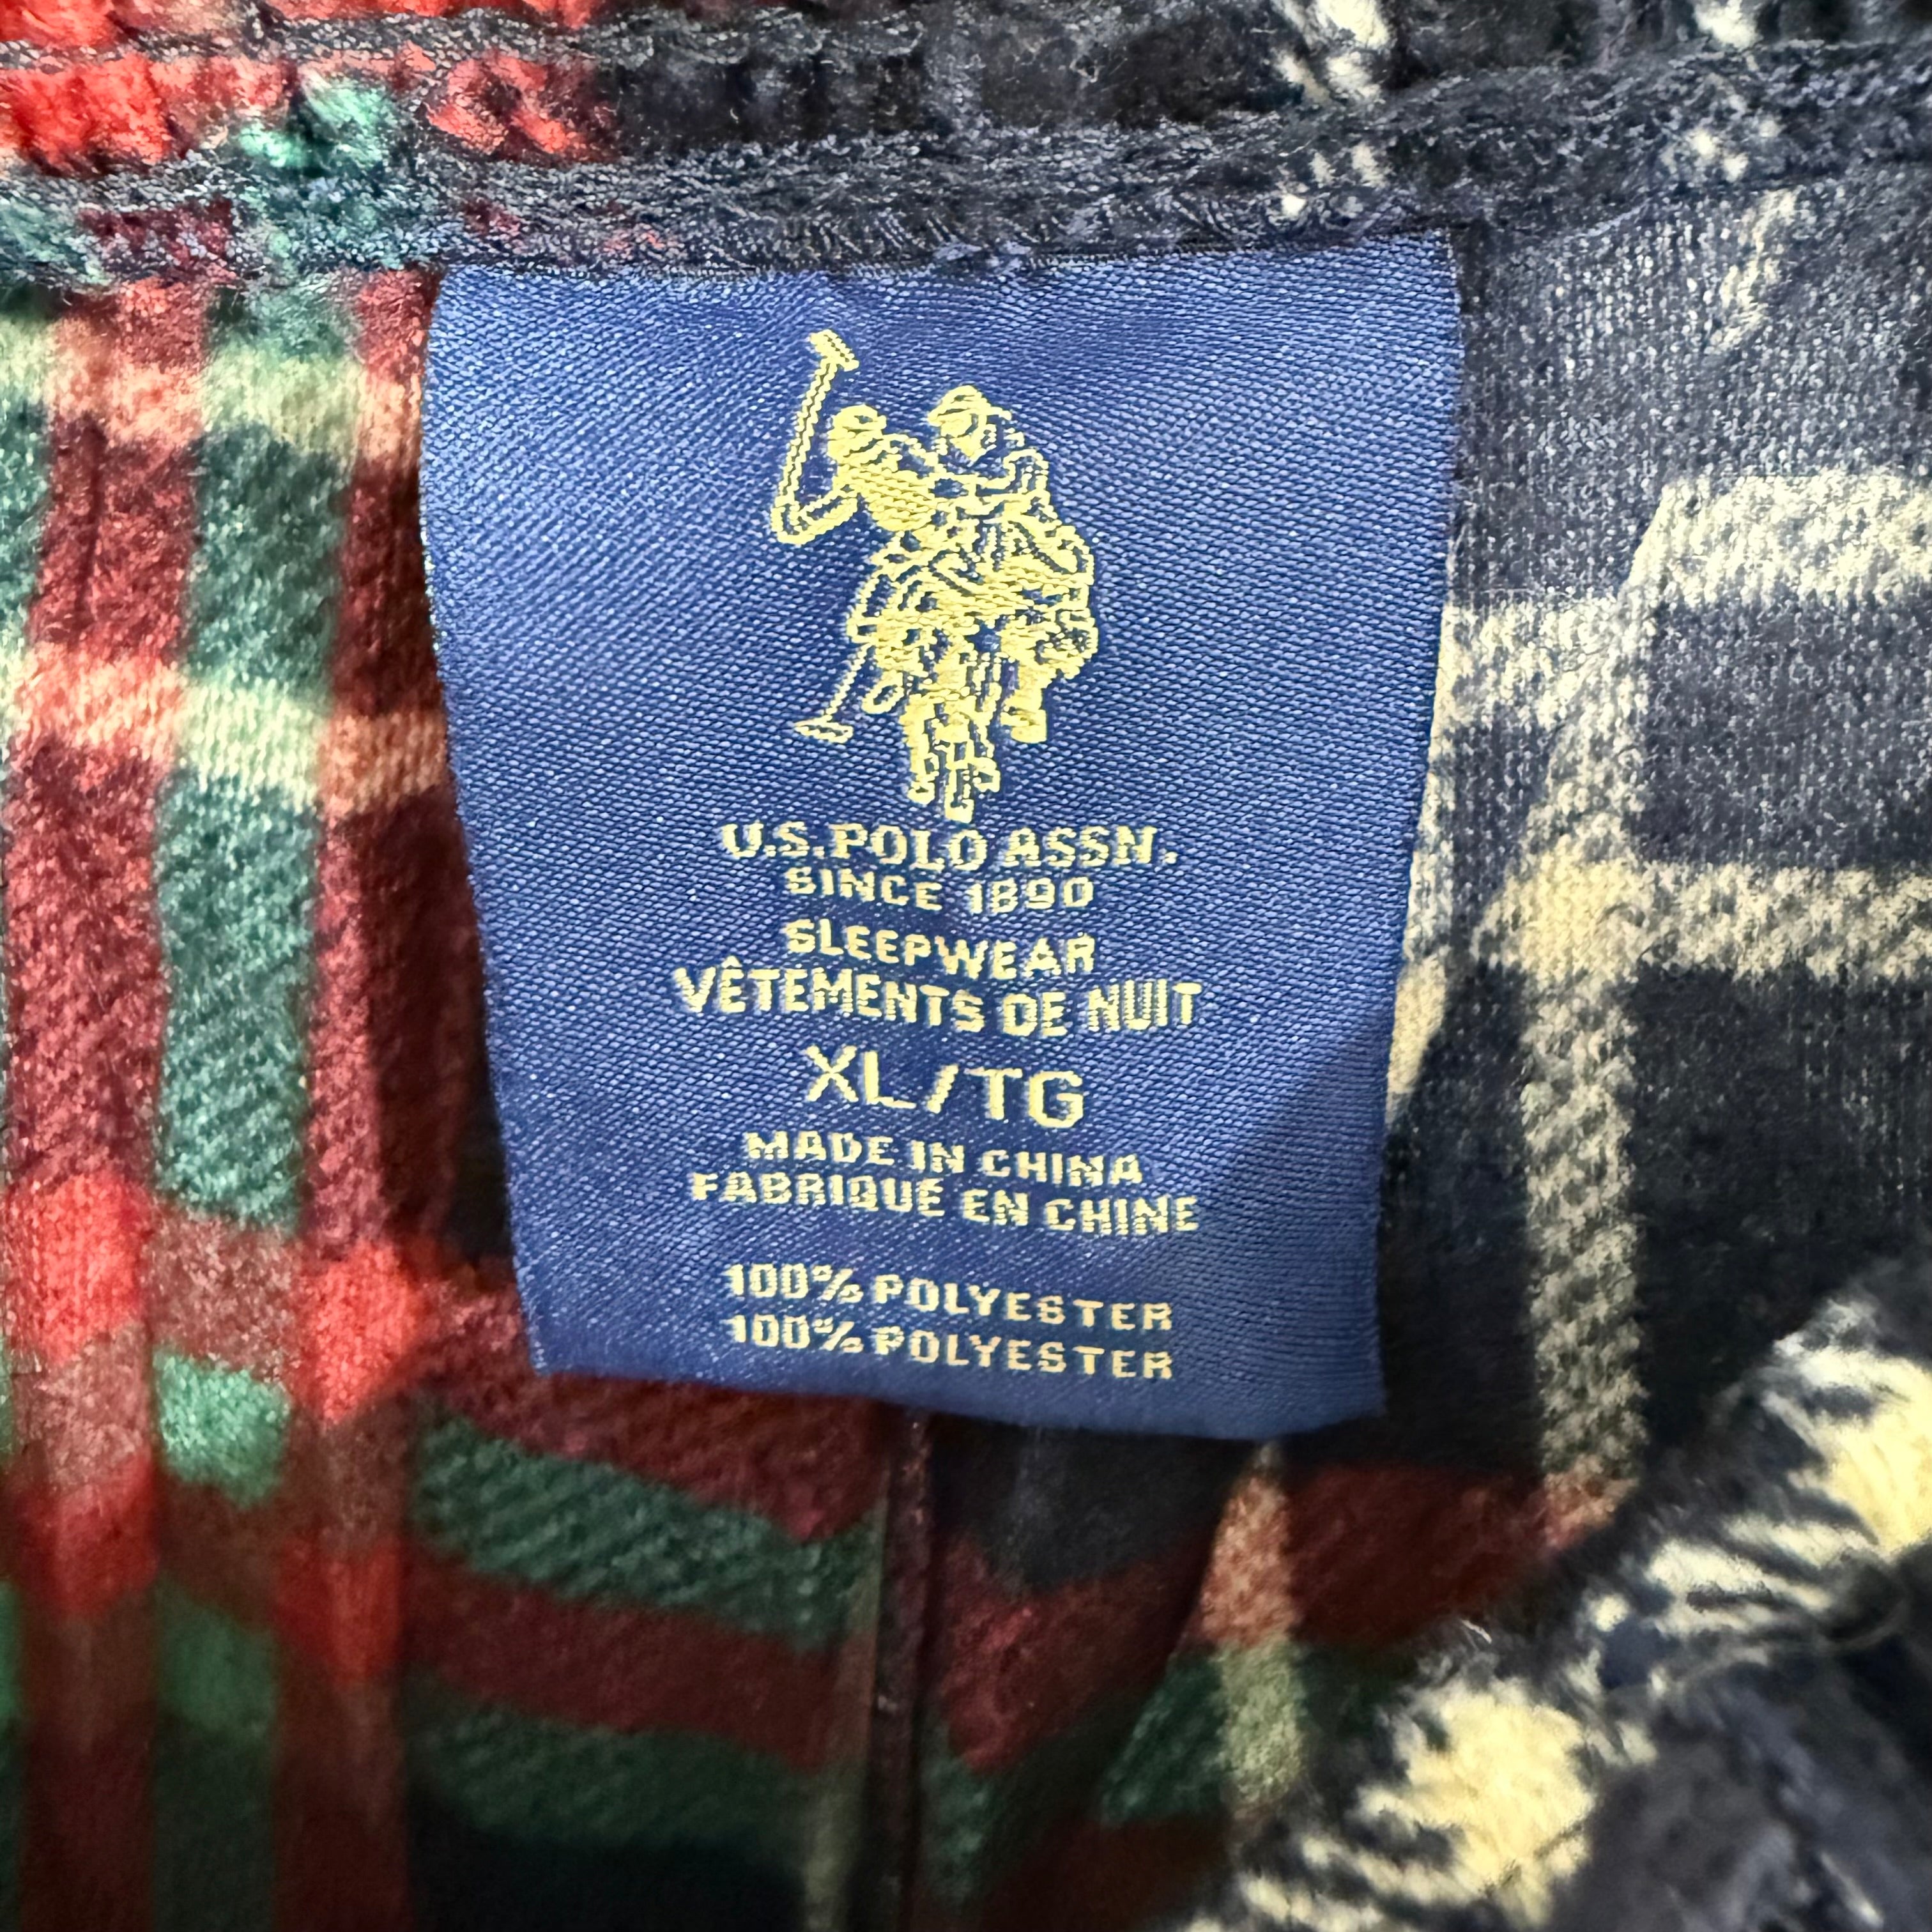 U.S. POLO ASSN.
SINCE 1890
SLEEPWEAR
VÊTEMENTS DE NUIT
XL/TG
MADE IN CHINA
FABRIQUÉ EN CHINE
100% POLYESTER
100% POLYESTER